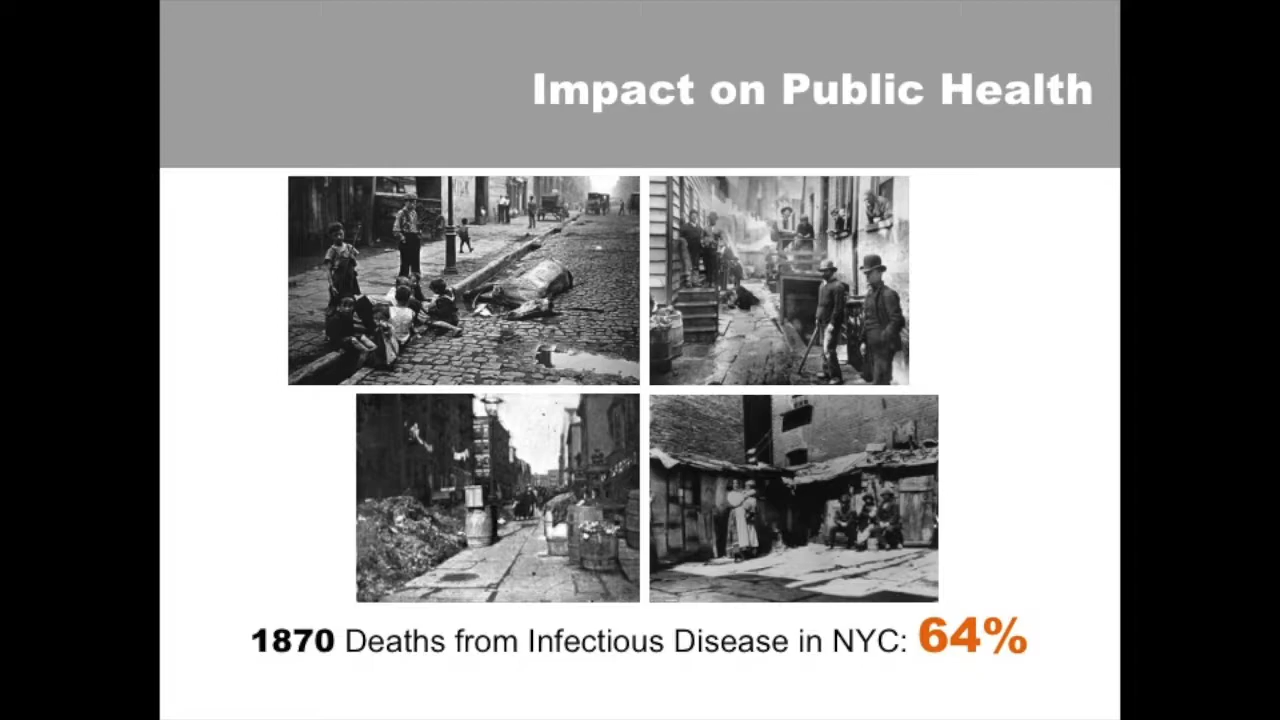 Impact on Public Health
1870 Deaths from Infectious Disease in NYC: 64%